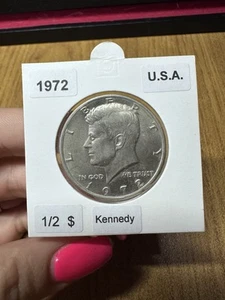 1972
U.S.A.
LIBERTY
IN GOD WE TRUST
1972
1/2 $
Kennedy